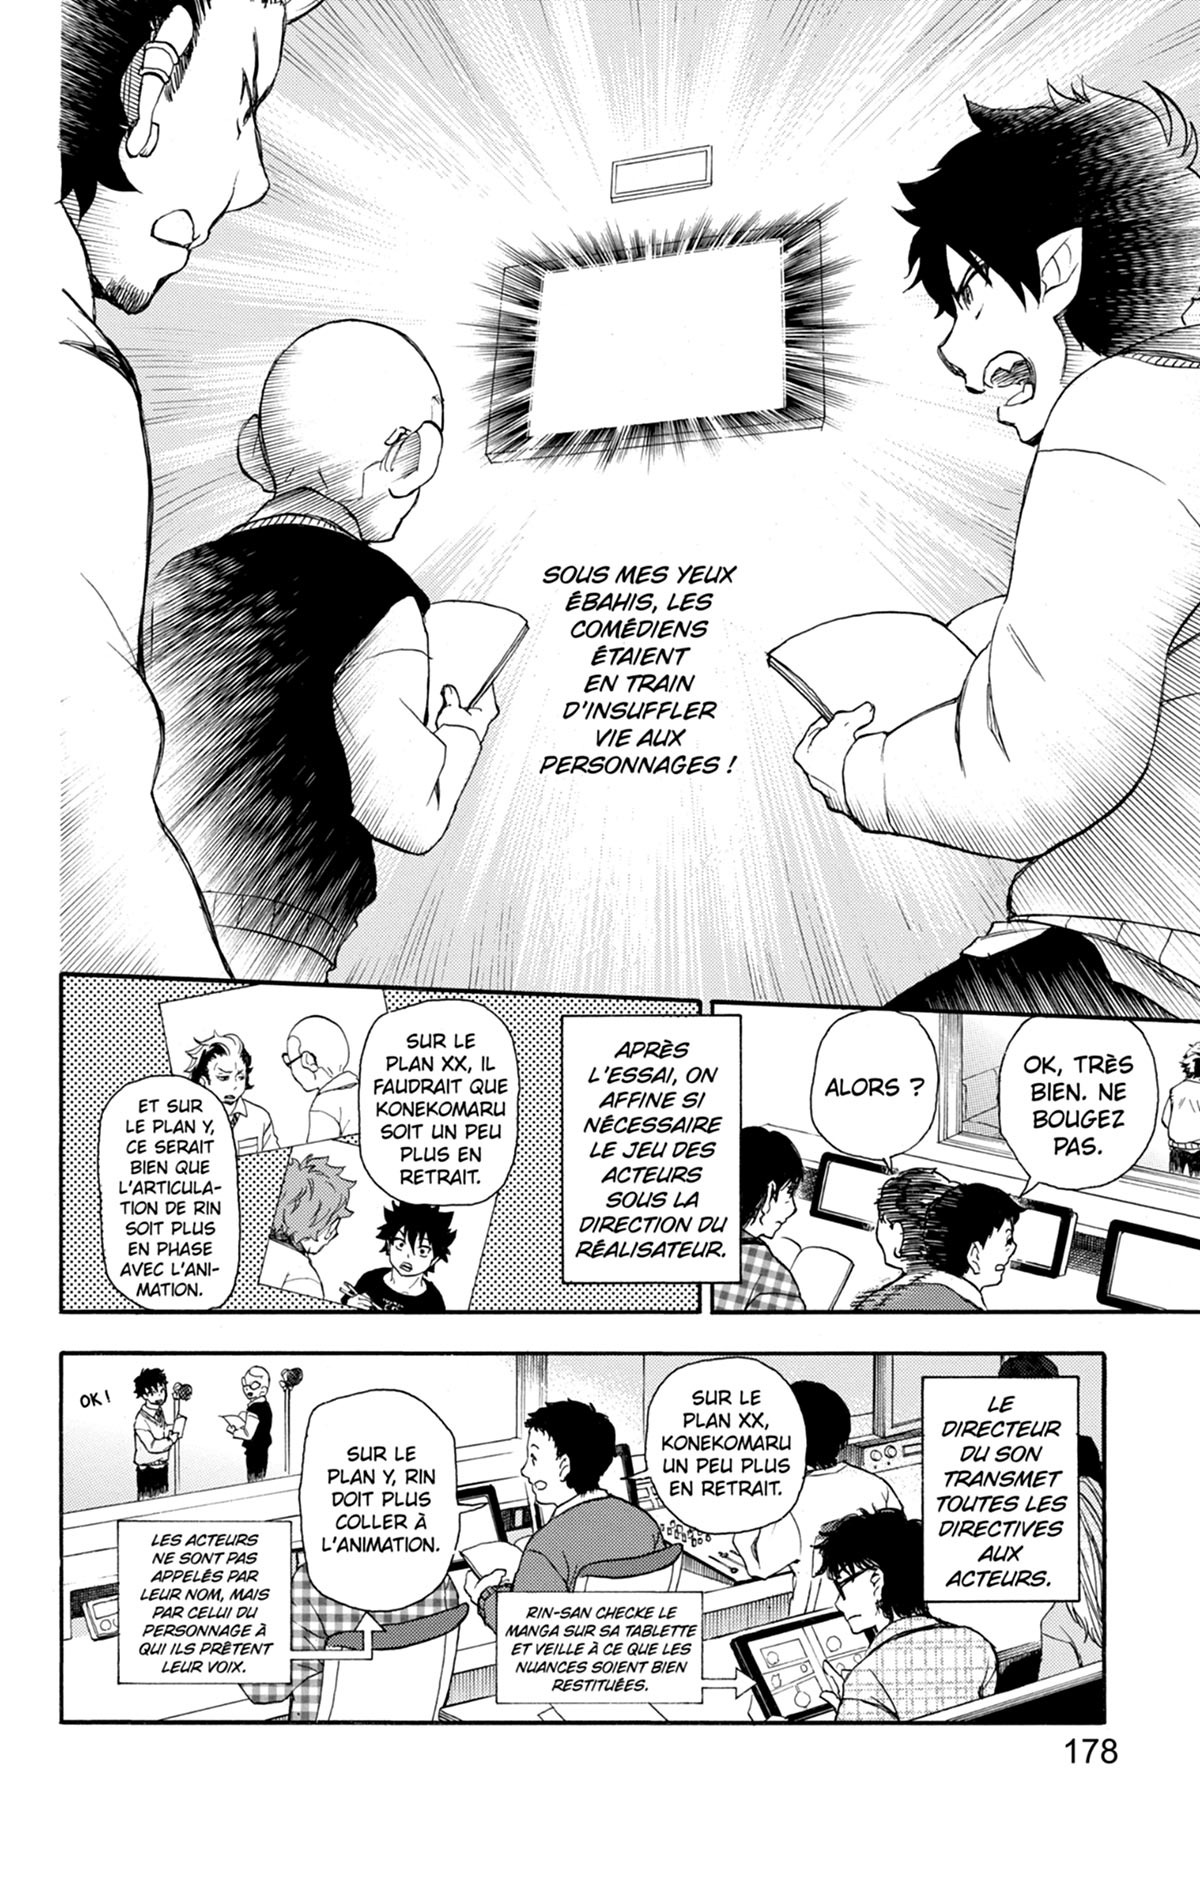 SOUS MES YEUX
ÉBAHIS, LES
COMÉDIENS
ÉTAIENT
EN TRAIN
D'INSUFFLER
VIE AUX
PERSONNAGES !
OK, TRÈS
BIEN. NE
BOUGEZ
PAS.
ALORS ?
APRÈS
L'ESSAI, ON
AFFINE SI
NÉCESSAIRE
LE JEU DES
ACTEURS
SOUS LA
DIRECTION DU
RÉALISATEUR.
SUR LE
PLAN XX, IL
FAUDRAIT QUE
KONEKOMARU
SOIT UN PEU
PLUS EN
RETRAIT.
ET SUR
LE PLAN Y,
CE SERAIT
BIEN QUE
L'ARTICULA-
TION DE RIN
SOIT PLUS
EN PHASE
AVEC L'ANI-
MATION.
LE
DIRECTEUR
DU SON
TRANSMET
TOUTES LES
DIRECTIVES
AUX
ACTEURS.
SUR LE
PLAN XX,
KONEKOMARU
UN PEU PLUS
EN RETRAIT.
SUR LE
PLAN Y, RIN
DOIT PLUS
COLLER À
L'ANIMATION.
OK !
RIN-SAN CHECKE LE
MANGA SUR SA TABLETTE
ET VEILLE À CE QUE LES
NUANCES SOIENT BIEN
RESTITUÉES.
LES ACTEURS
NE SONT PAS
APPELÉS PAR
LEUR NOM, MAIS
PAR CELUI DU
PERSONNAGE À
QUI ILS PRÊTENT
LEUR VOIX.
178